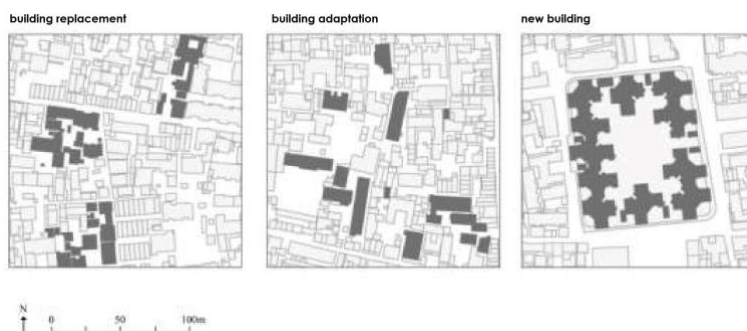 building replacement
building adaptation
new building
N
0 50 100m